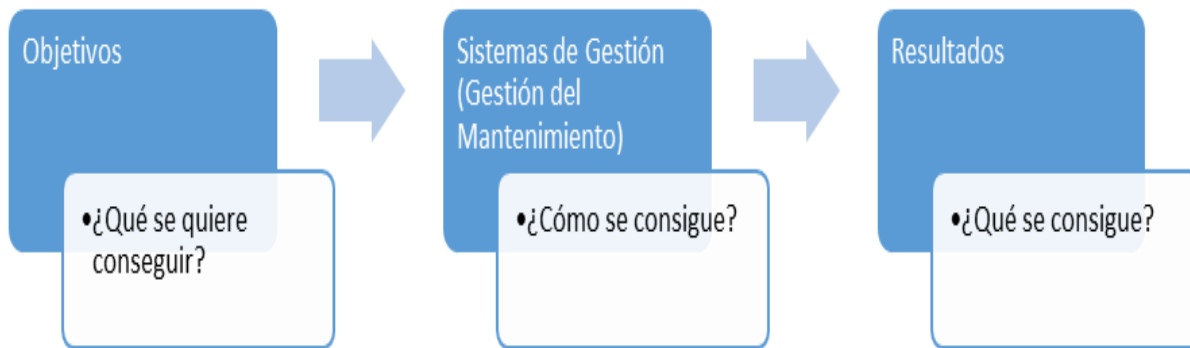 Objetivos
•¿Qué se quiere
conseguir?
Sistemas de Gestión
(Gestión del
Mantenimiento)
•¿Cómo se consigue?
Resultados
•¿Qué se consigue?